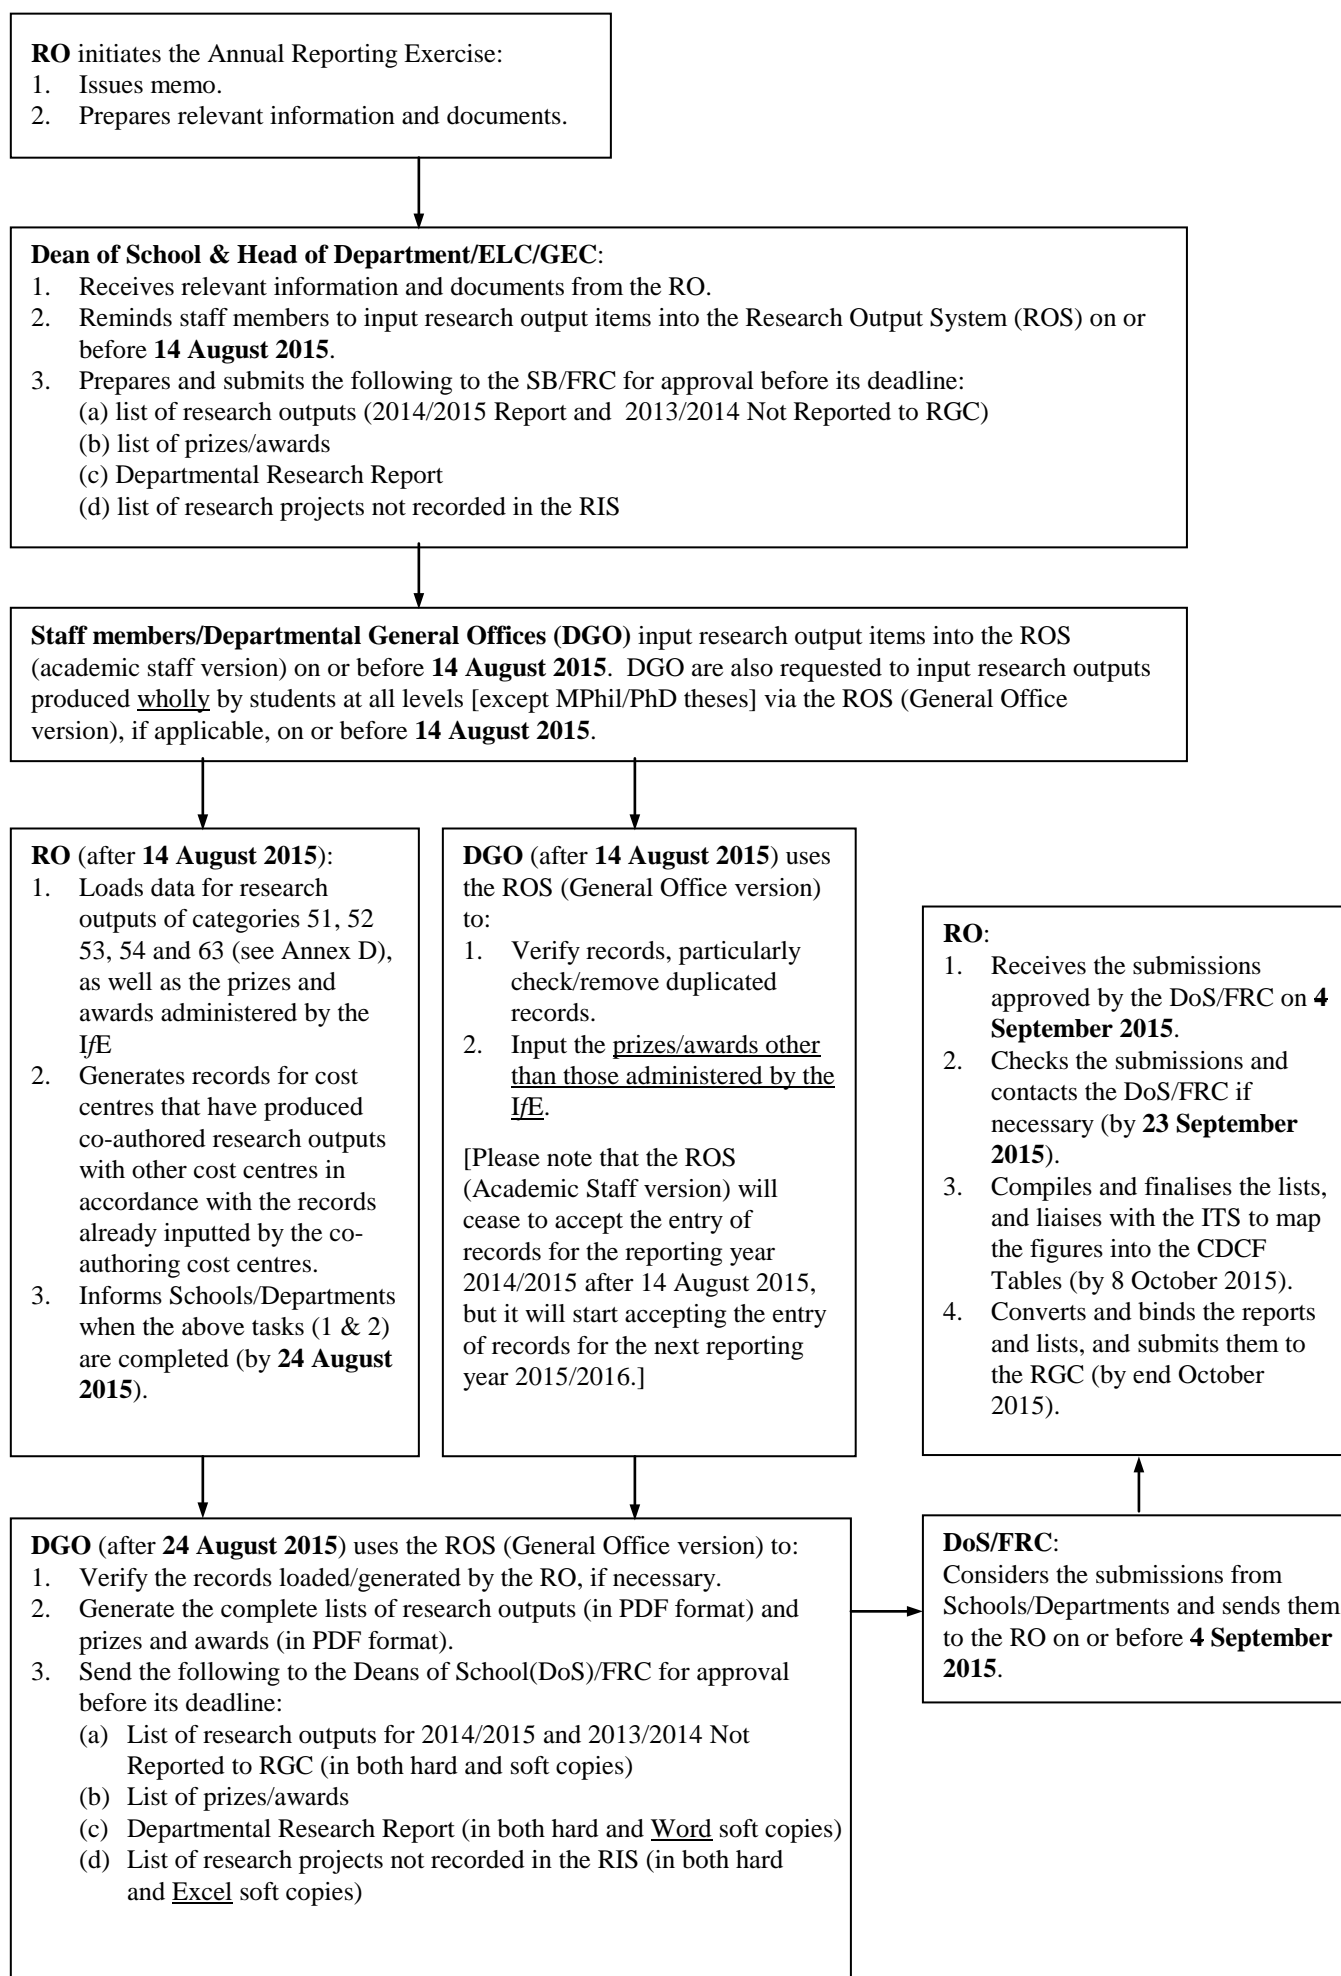 RO initiates the Annual Reporting Exercise:
1. Issues memo.
2. Prepares relevant information and documents.
Dean of School & Head of Department/ELC/GEC:
1. Receives relevant information and documents from the RO.
2. Reminds staff members to input research output items into the Research Output System (ROS) on or
before 14 August 2015.
3. Prepares and submits the following to the SB/FRC for approval before its deadline:
(a) list of research outputs (2014/2015 Report and 2013/2014 Not Reported to RGC)
(b) list of prizes/awards
(c) Departmental Research Report
(d) list of research projects not recorded in the RIS
Staff members/Departmental General Offices (DGO) input research output items into the ROS
(academic staff version) on or before 14 August 2015. DGO are also requested to input research outputs
produced wholly by students at all levels [except MPhil/PhD theses] via the ROS (General Office
version), if applicable, on or before 14 August 2015.
RO (after 14 August 2015):
1. Loads data for research
outputs of categories 51, 52
53, 54 and 63 (see Annex D),
as well as the prizes and
awards administered by the
IfE
2. Generates records for cost
centres that have produced
co-authored research outputs
with other cost centres in
accordance with the records
already inputted by the co-
authoring cost centres.
3. Informs Schools/Departments
when the above tasks (1 & 2)
are completed (by 24 August
2015).
DGO (after 14 August 2015) uses
the ROS (General Office version)
to:
1. Verify records, particularly
check/remove duplicated
records.
2. Input the prizes/awards other
than those administered by the
IfE.
[Please note that the ROS
(Academic Staff version) will
cease to accept the entry of
records for the reporting year
2014/2015 after 14 August 2015,
but it will start accepting the entry
of records for the next reporting
year 2015/2016.]
DGO (after 24 August 2015) uses the ROS (General Office version) to:
1. Verify the records loaded/generated by the RO, if necessary.
2. Generate the complete lists of research outputs (in PDF format) and
prizes and awards (in PDF format).
3. Send the following to the Deans of School(DoS)/FRC for approval
before its deadline:
(a) List of research outputs for 2014/2015 and 2013/2014 Not
Reported to RGC (in both hard and soft copies)
(b) List of prizes/awards
(c) Departmental Research Report (in both hard and Word soft copies)
(d) List of research projects not recorded in the RIS (in both hard
and Excel soft copies)
DoS/FRC:
Considers the submissions from
Schools/Departments and sends them
to the RO on or before 4 September
2015.
RO:
1. Receives the submissions
approved by the DoS/FRC on 4
September 2015.
2. Checks the submissions and
contacts the DoS/FRC if
necessary (by 23 September
2015).
3. Compiles and finalises the lists,
and liaises with the ITS to map
the figures into the CDCF
Tables (by 8 October 2015).
4. Converts and binds the reports
and lists, and submits them to
the RGC (by end October
2015).